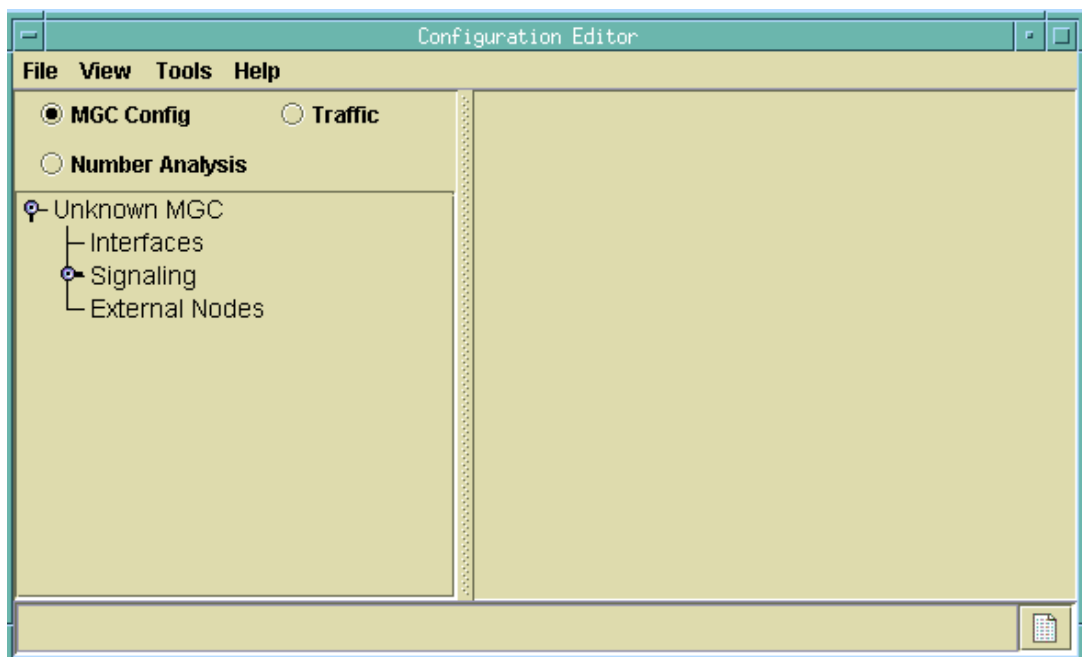 Configuration Editor
File View Tools Help
MGC Config Traffic
Number Analysis
Unknown MGC
Interfaces
Signaling
External Nodes